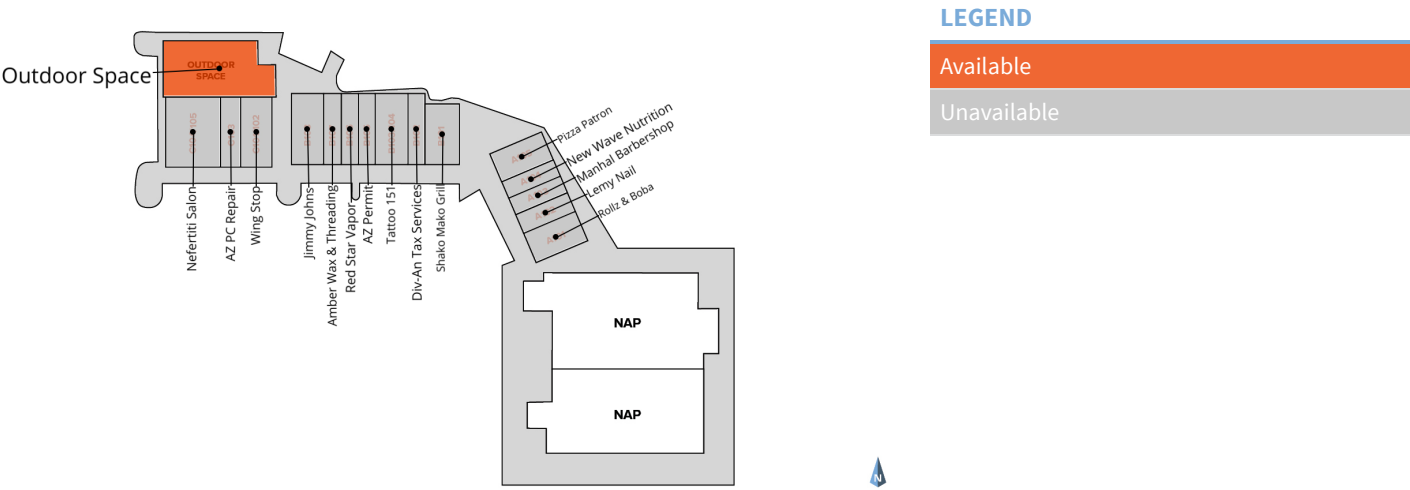 LEGEND
Available
Unavailable
Outdoor Space
OUTDOOR
SPACE
Nefertiti Salon
AZ PC Repair
Wing Stop
Jimmy Johns
Amber Wax & Threading
Red Star Vapor
AZ Permit
Tattoo 151
Div-An Tax Services
Shako Mako Grill
Pizza Patron
New Wave Nutrition
Manhal Barbershop
Lemy Nail
Rollz & Boba
NAP
NAP
N